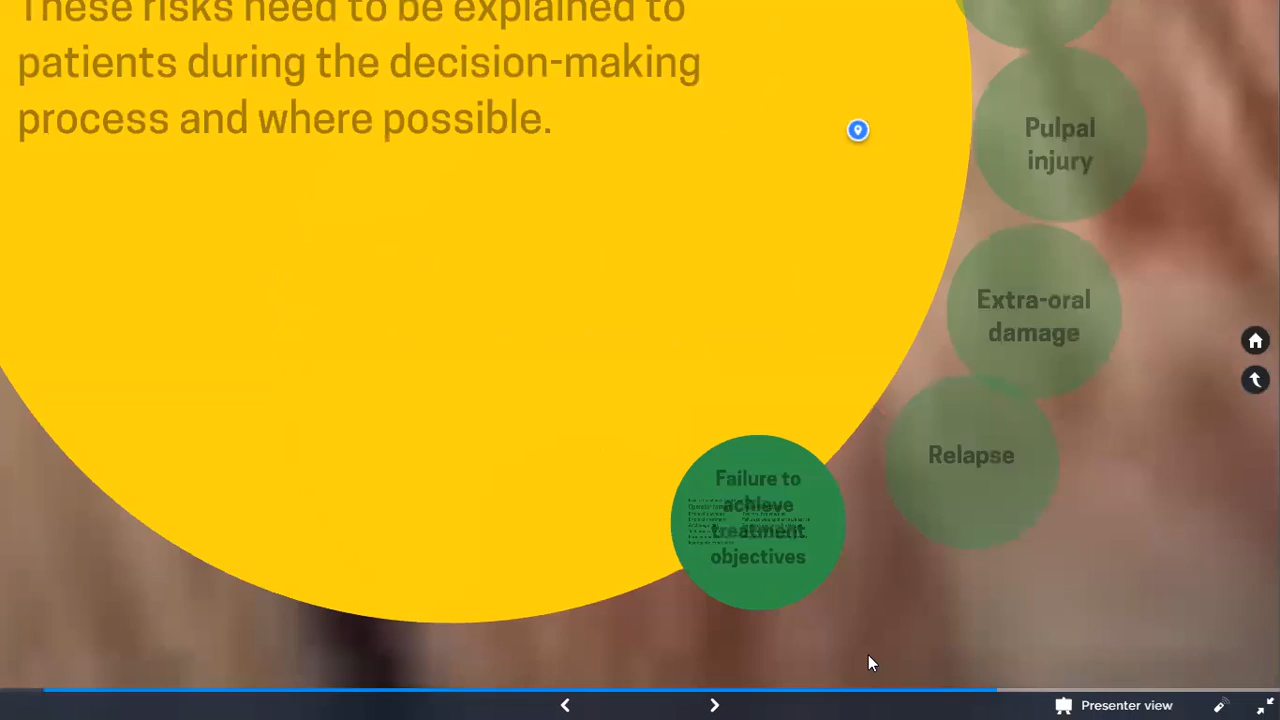 These risks need to be explained to
patients during the decision-making
process and where possible.
Pulpal
injury
Extra-oral
damage
Relapse
Failure to
achieve
treatment
objectives
Presenter view